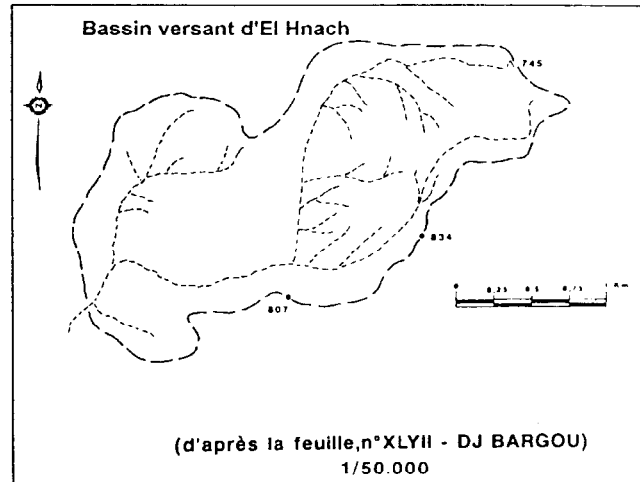 Bassin versant d'El Hnach
745
N
834
0 0,25 0,5 0,75 1 Km
807
(d'après la feuille,n°XLYII - DJ BARGOU)
1/50.000